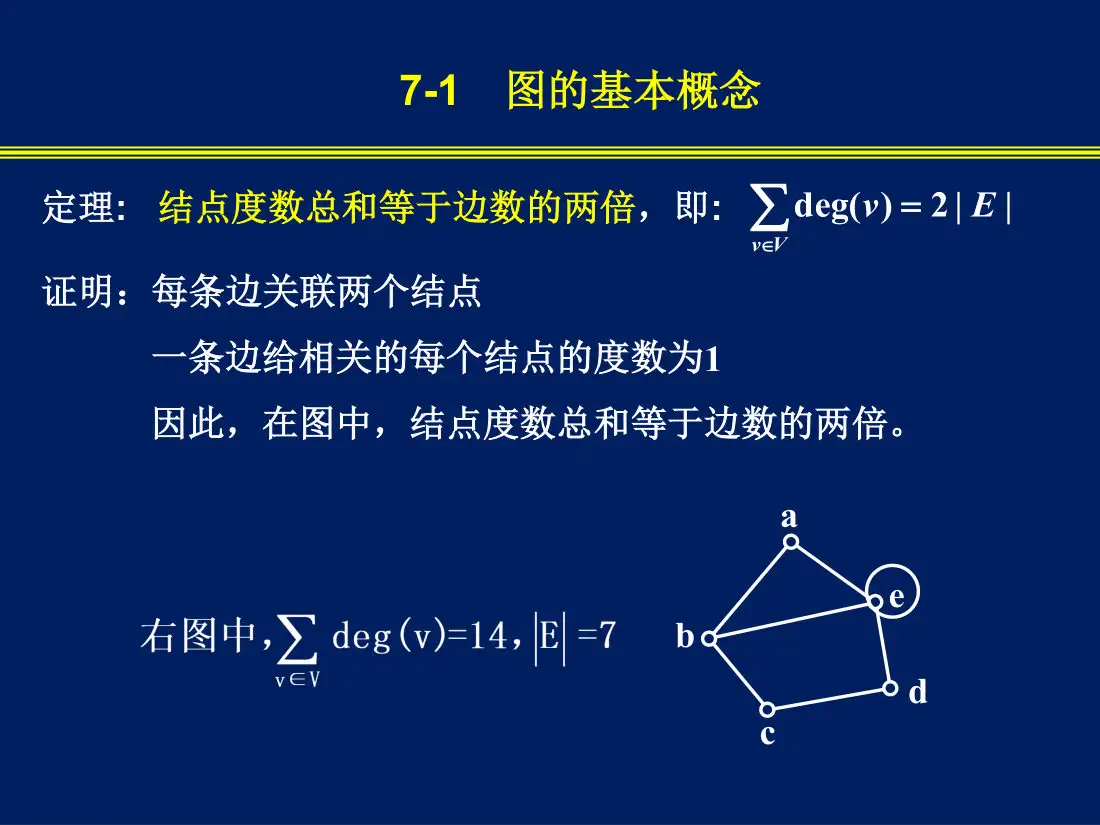 7-1 图的基本概念
定理: 结点度数总和等于边数的两倍，即: ∑deg(v) = 2 | E |
v∈V
证明：每条边关联两个结点
一条边给相关的每个结点的度数为1
因此，在图中，结点度数总和等于边数的两倍。
a
e
右图中,∑ deg(v)=14, |E| =7
v∈V
b
d
c